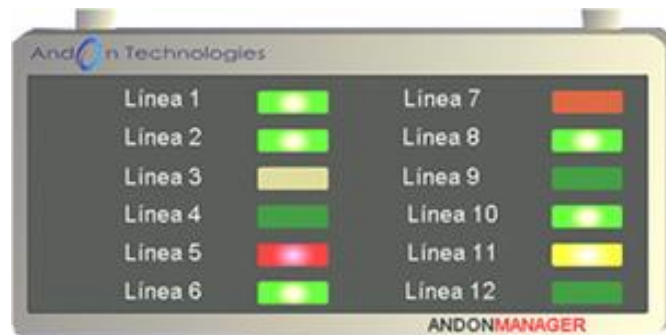 Andon Technologies
Línea 1
Línea 2
Línea 3
Línea 4
Línea 5
Línea 6
Línea 7
Línea 8
Línea 9
Línea 10
Línea 11
Línea 12
ANDONMANAGER